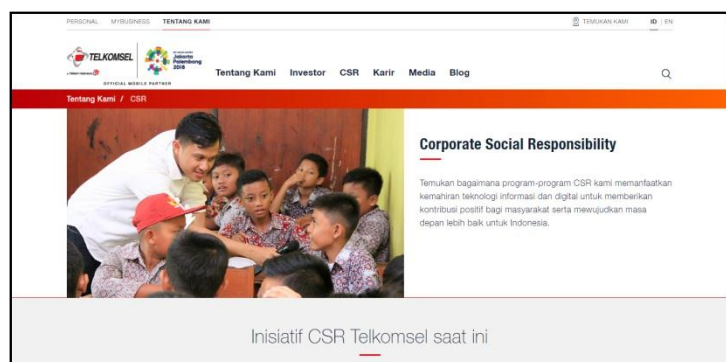 PERSONAL MYBUSINESS TENTANG KAMI TEMUKAN KAMI ID | EN
TELKOMSEL
Jakarta
Palembang
2018
OFFICIAL MOBILE PARTNER
Tentang Kami Investor CSR Karir Media Blog
Tentang Kami / CSR
Corporate Social Responsibility
Temukan bagaimana program-program CSR kami memanfaatkan
kemahiran teknologi informasi dan digital untuk memberikan
kontribusi positif bagi masyarakat serta mewujudkan masa
depan lebih baik untuk Indonesia.
Inisiatif CSR Telkomsel saat ini